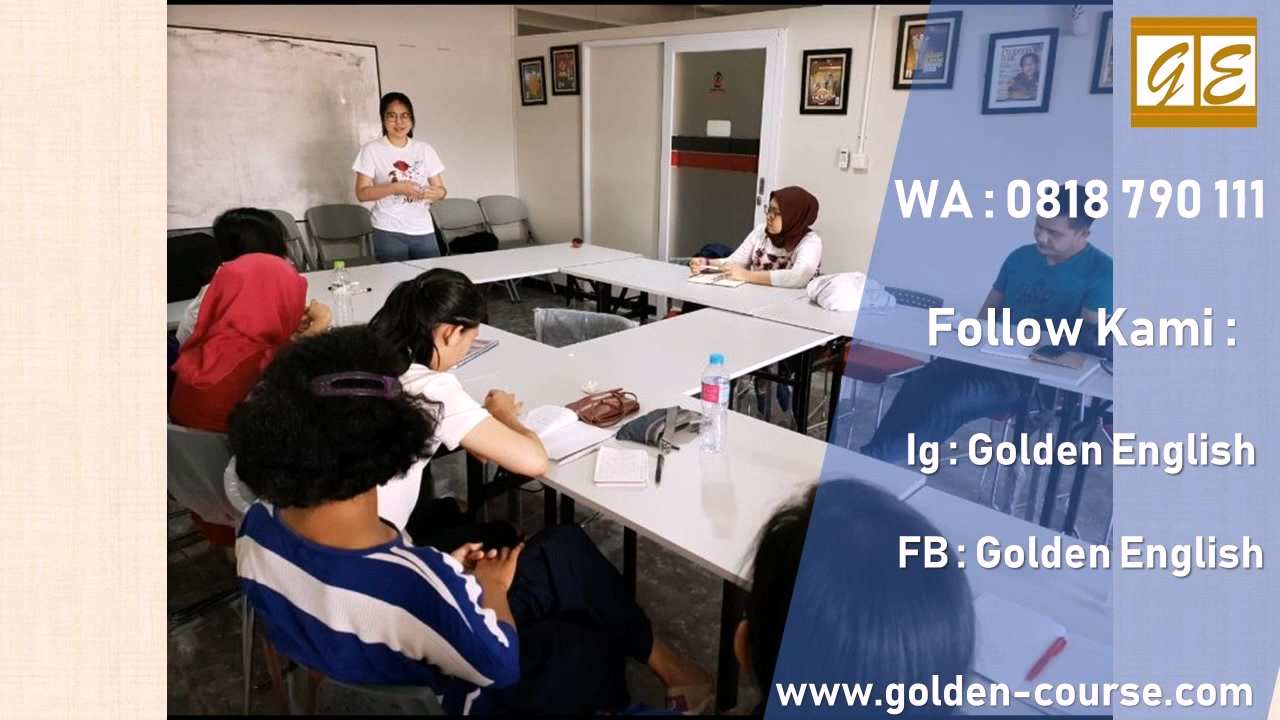 GE
WA : 0818 790 111
Follow Kami :
Ig : Golden English
FB : Golden English
www.golden-course.com